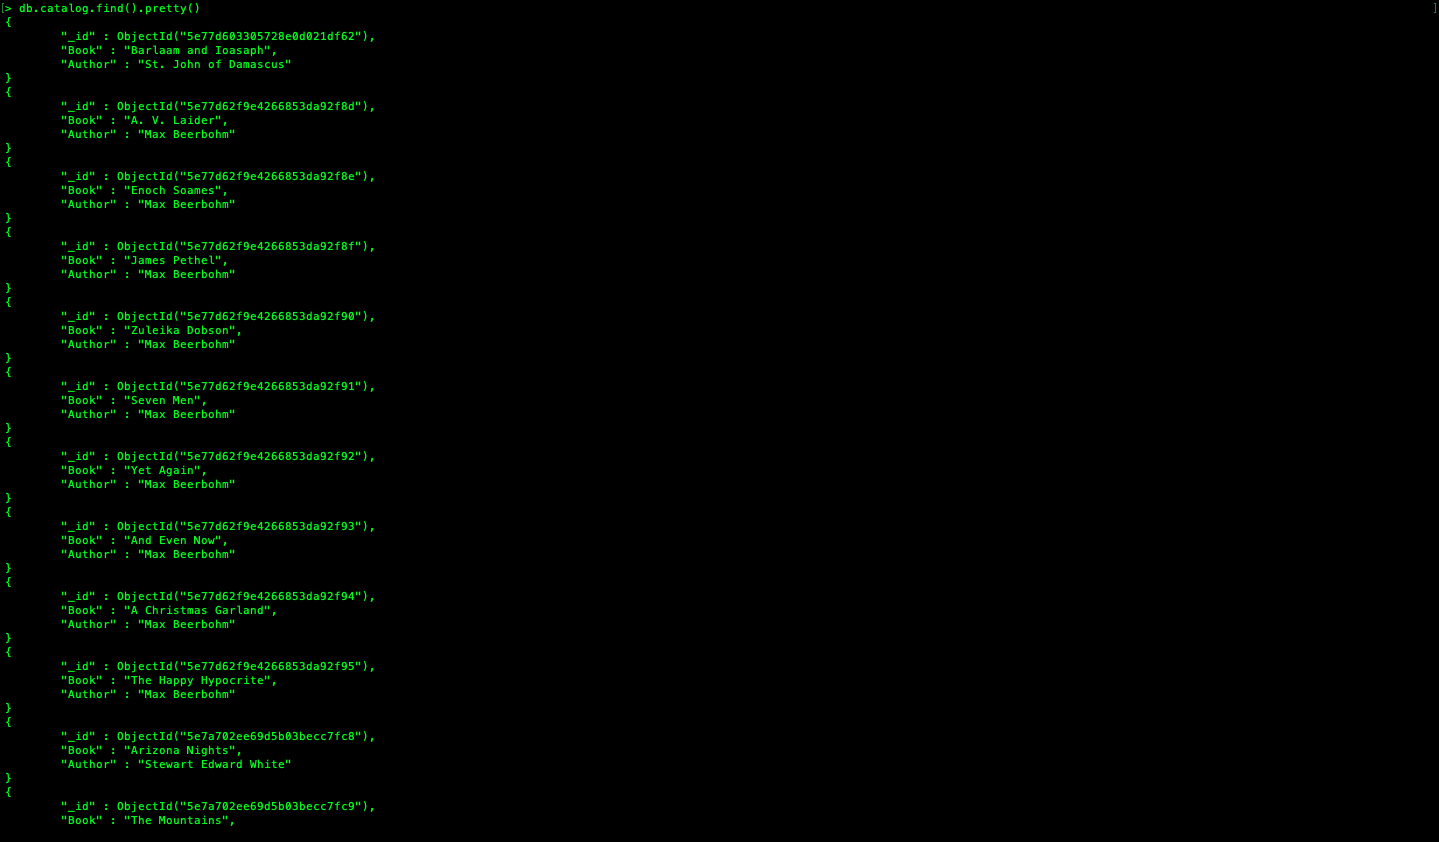 [> db.catalog.find().pretty() ]
{
"_id" : ObjectId("5e77d603305728e0d021df62"),
"Book" : "Barlaam and Ioasaph",
"Author" : "St. John of Damascus"
}
{
"_id" : ObjectId("5e77d62f9e4266853da92f8d"),
"Book" : "A. V. Laider",
"Author" : "Max Beerbohm"
}
{
"_id" : ObjectId("5e77d62f9e4266853da92f8e"),
"Book" : "Enoch Soames",
"Author" : "Max Beerbohm"
}
{
"_id" : ObjectId("5e77d62f9e4266853da92f8f"),
"Book" : "James Pethel",
"Author" : "Max Beerbohm"
}
{
"_id" : ObjectId("5e77d62f9e4266853da92f90"),
"Book" : "Zuleika Dobson",
"Author" : "Max Beerbohm"
}
{
"_id" : ObjectId("5e77d62f9e4266853da92f91"),
"Book" : "Seven Men",
"Author" : "Max Beerbohm"
}
{
"_id" : ObjectId("5e77d62f9e4266853da92f92"),
"Book" : "Yet Again",
"Author" : "Max Beerbohm"
}
{
"_id" : ObjectId("5e77d62f9e4266853da92f93"),
"Book" : "And Even Now",
"Author" : "Max Beerbohm"
}
{
"_id" : ObjectId("5e77d62f9e4266853da92f94"),
"Book" : "A Christmas Garland",
"Author" : "Max Beerbohm"
}
{
"_id" : ObjectId("5e77d62f9e4266853da92f95"),
"Book" : "The Happy Hypocrite",
"Author" : "Max Beerbohm"
}
{
"_id" : ObjectId("5e7a702ee69d5b03becc7fc8"),
"Book" : "Arizona Nights",
"Author" : "Stewart Edward White"
}
{
"_id" : ObjectId("5e7a702ee69d5b03becc7fc9"),
"Book" : "The Mountains",